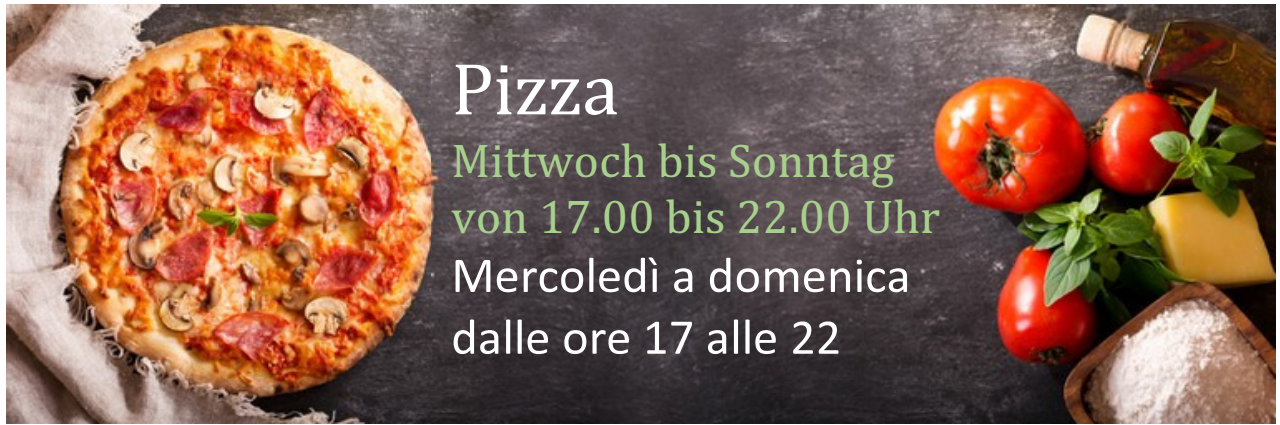 Pizza
Mittwoch bis Sonntag
von 17.00 bis 22.00 Uhr
Mercoledì a domenica
dalle ore 17 alle 22